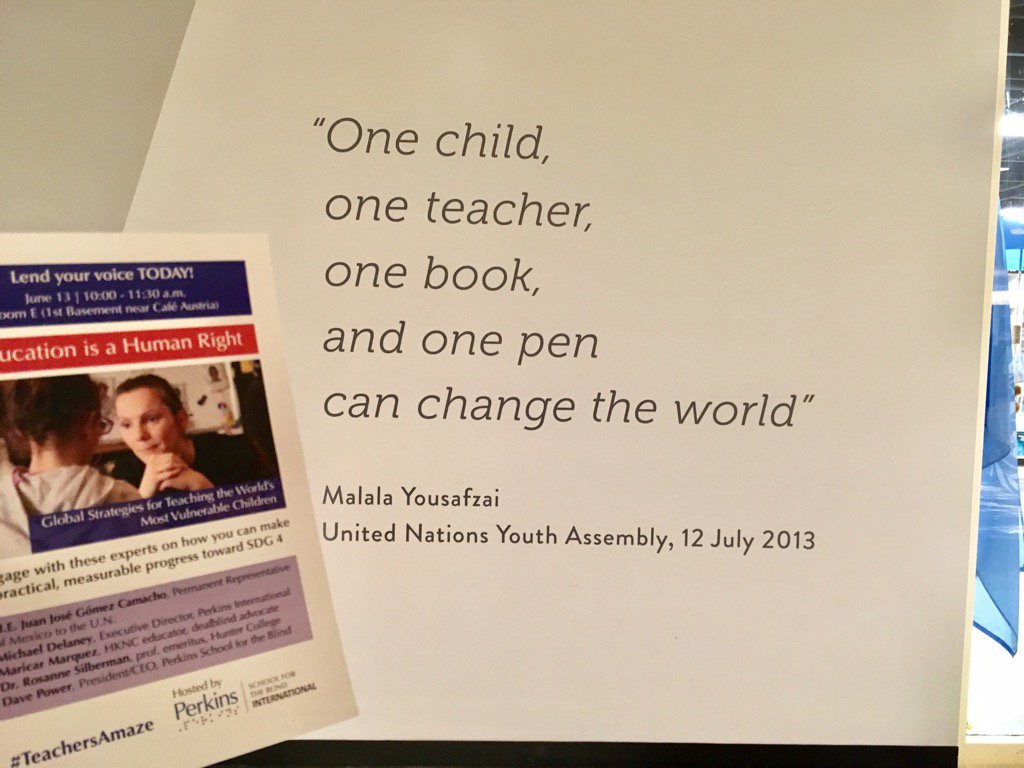 “One child,
one teacher,
one book,
and one pen
can change the world”
Malala Yousafzai
United Nations Youth Assembly, 12 July 2013
Lend your voice TODAY!
June 13 | 10:00 - 11:30 a.m.
E (1st Basement near Café Austria)
is a Human Right
Global Strategies for Teaching the World's
Most Vulnerable Children
with these experts on how you can make
measurable progress toward SDG 4
Juan José Gómez Camacho, Permanent Representative
of Mexico to the U.N.
Michael Delaney, Executive Director, Perkins International
Maricar Marquez, HKNC educator, deafblind advocate
Dr. Rosanne Silberman, prof. emeritus, Hunter College
Dave Power, President/CEO, Perkins School for the Blind
Hosted by
Perkins
SCHOOL FOR
THE BLIND
INTERNATIONAL
#TeachersAmaze